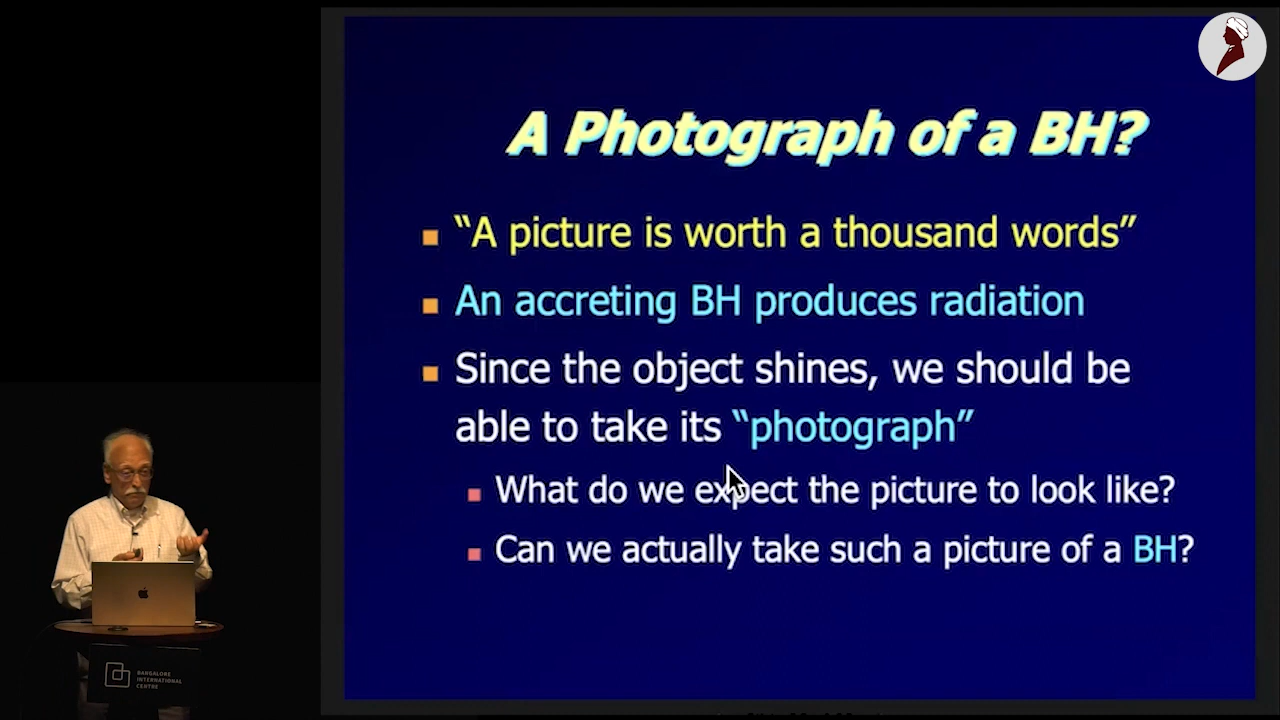 A Photograph of a BH?
“A picture is worth a thousand words”
An accreting BH produces radiation
Since the object shines, we should be
able to take its “photograph”
What do we expect the picture to look like?
Can we actually take such a picture of a BH?
BANGALORE
INTERNATIONAL
CENTRE